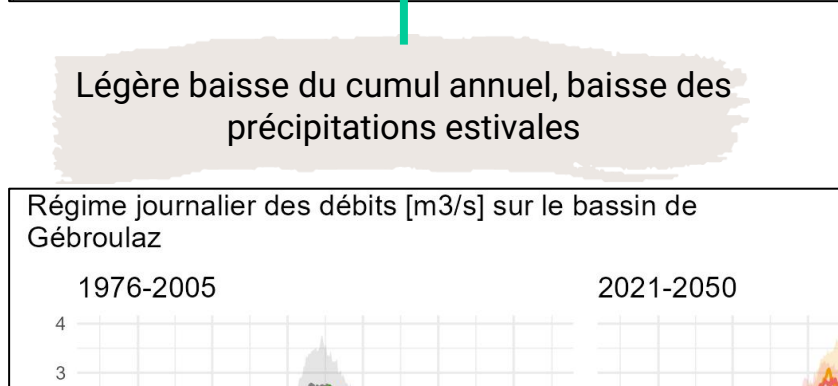 Légère baisse du cumul annuel, baisse des
précipitations estivales
Régime journalier des débits [m3/s] sur le bassin de
Gébroulaz
1976-2005
2021-2050
4
3